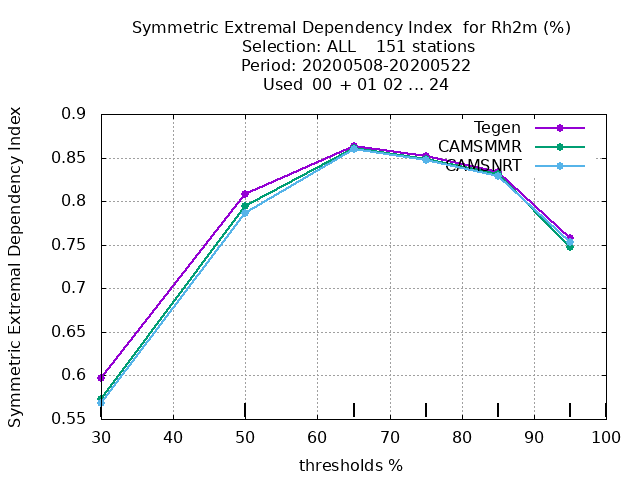 Symmetric Extremal Dependency Index  for Rh2m (%)
Selection: ALL    151 stations
Period: 20200508-20200522
Used  00 + 01 02 ... 24
Symmetric Extremal Dependency Index
0.9
0.85
0.8
0.75
0.7
0.65
0.6
0.55
Tegen
CAMSMMR
CAMSNRT
30 40 50 60 70 80 90 100
thresholds %